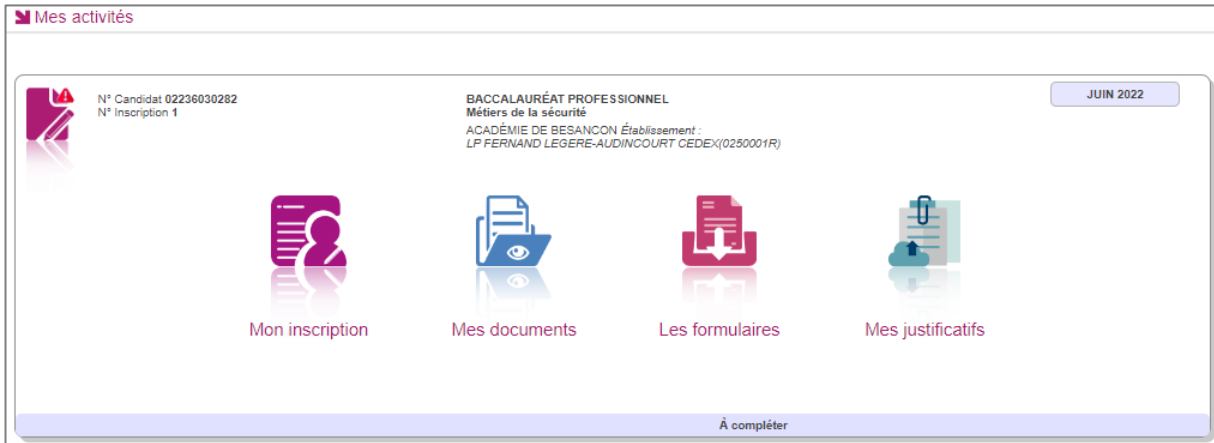 Mes activités
N° Candidat 02236030282
N° Inscription 1
BACCALAURÉAT PROFESSIONNEL
Métiers de la sécurité
ACADÉMIE DE BESANCON Établissement :
LP FERNAND LEGERE-AUDINCOURT CEDEX(0250001R)
JUIN 2022
Mon inscription
Mes documents
Les formulaires
Mes justificatifs
À compléter